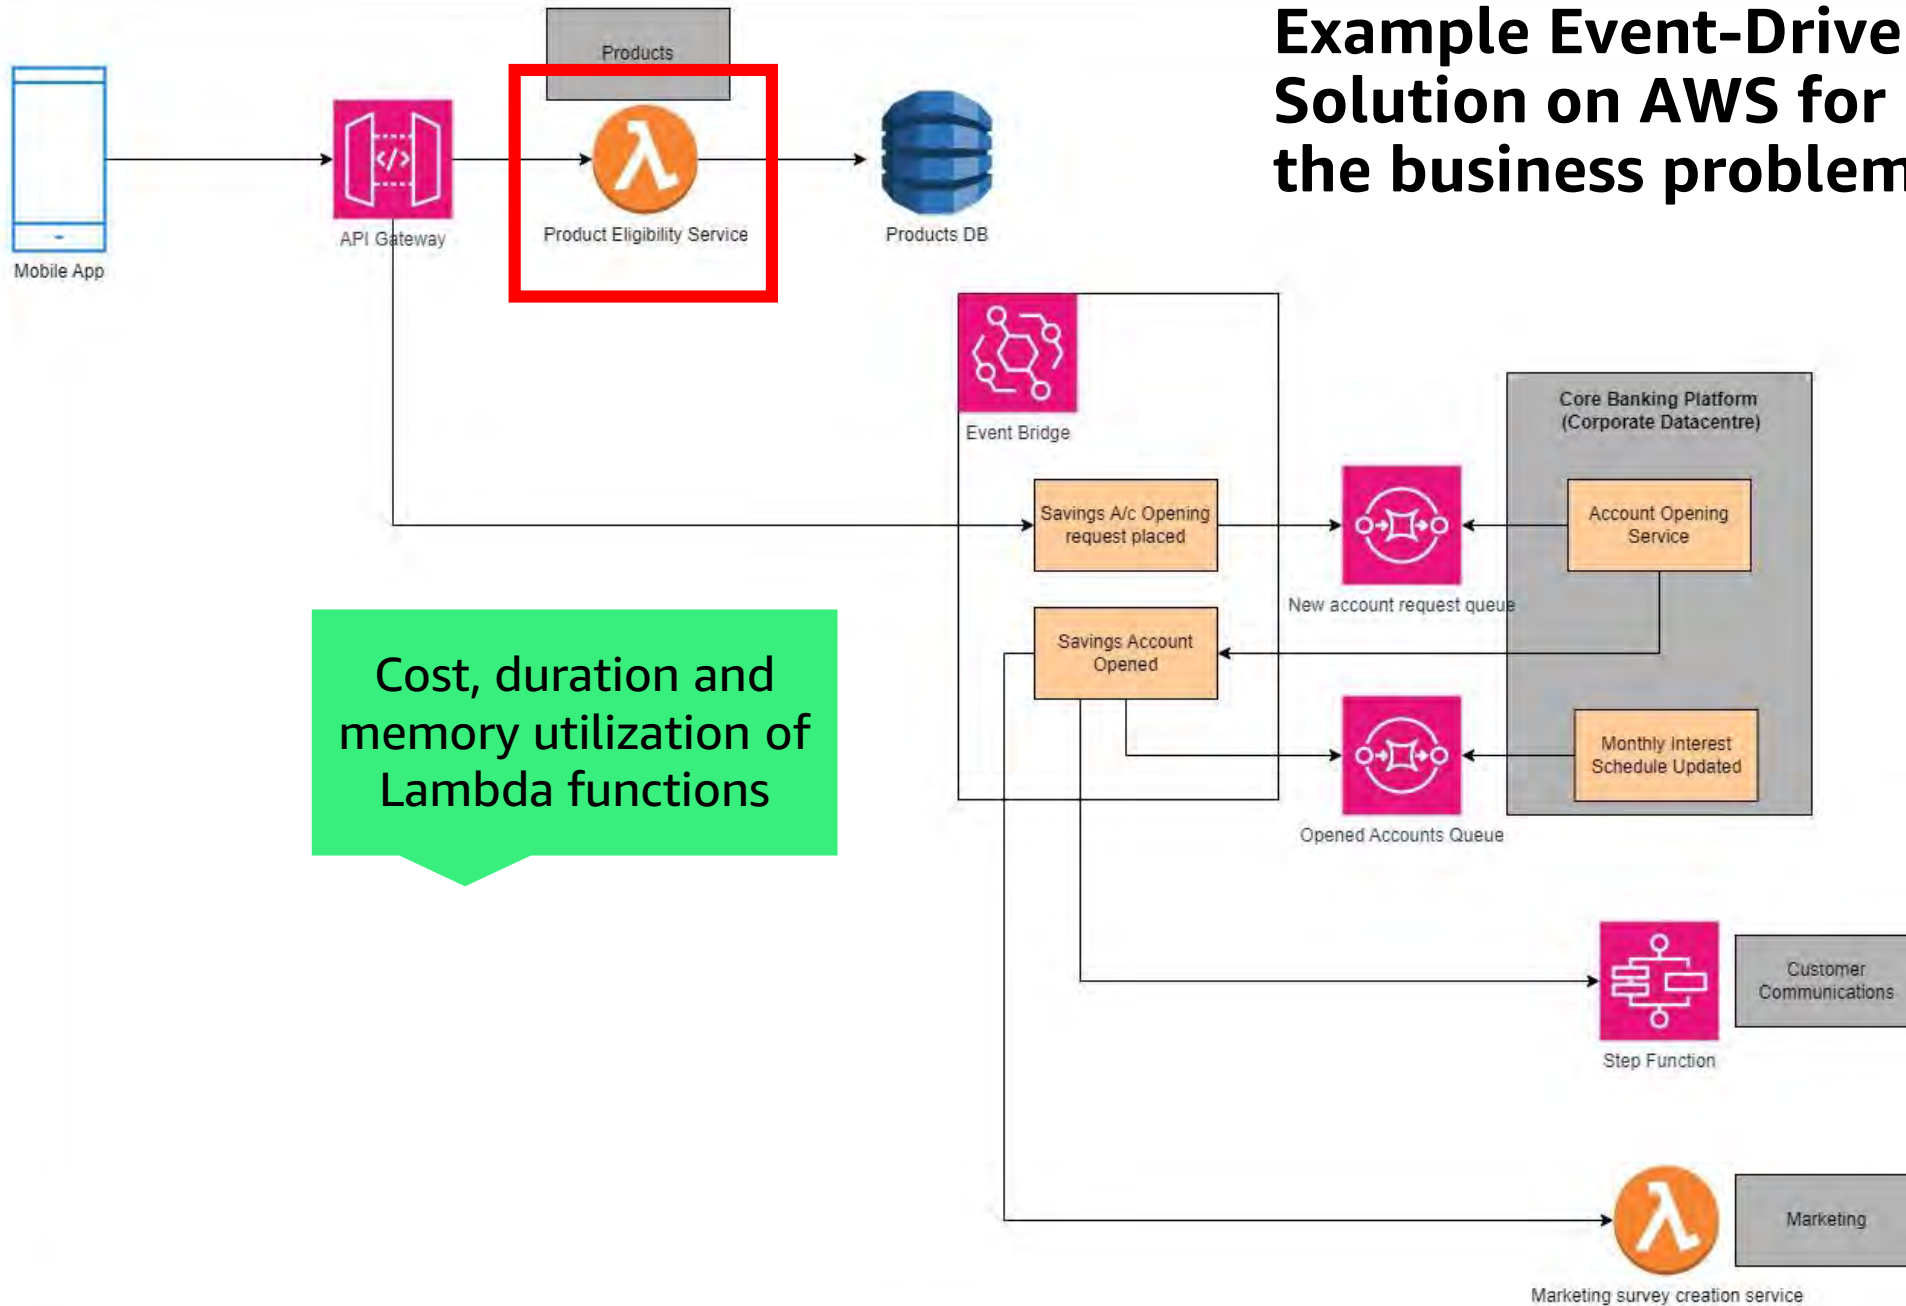 Example Event-Drive
Solution on AWS for
the business problem
Products
</>
API Gateway
Product Eligibility Service
Products DB
Mobile App
Event Bridge
Core Banking Platform
(Corporate Datacentre)
Savings A/c Opening
request placed
Account Opening
Service
New account request queue
Savings Account
Opened
Cost, duration and
memory utilization of
Lambda functions
Monthly Interest
Schedule Updated
Opened Accounts Queue
Customer
Communications
Step Function
Marketing
Marketing survey creation service